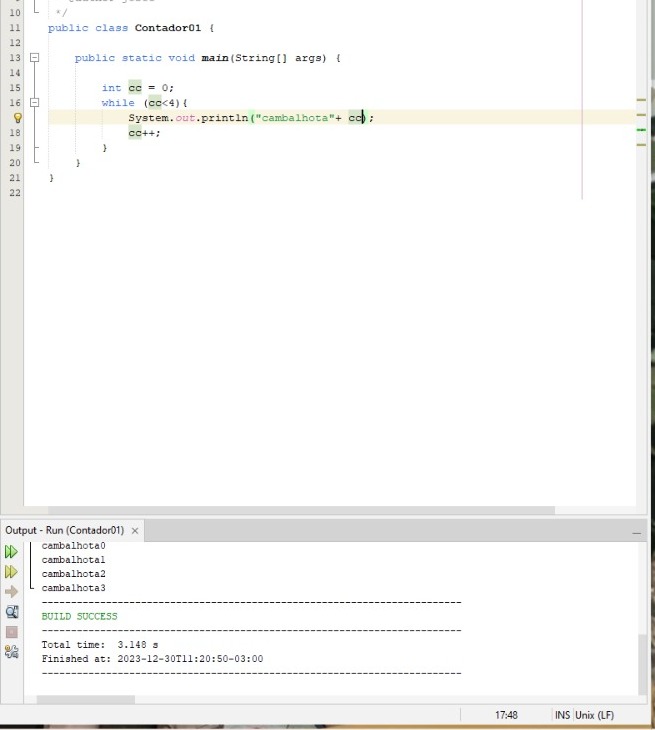 10 */
11 public class Contador01 {
12
13 public static void main(String[] args) {
14
15 int cc = 0;
16 while (cc<4){
System.out.println("cambalhota"+ cc);
18 cc++;
19 }
20 }
21 }
22
Output - Run (Contador01) ×
cambalhota0
cambalhota1
cambalhota2
cambalhota3
------------------------------------------------------------------------
BUILD SUCCESS
------------------------------------------------------------------------
Total time: 3.148 s
Finished at: 2023-12-30T11:20:50-03:00
------------------------------------------------------------------------
17:48 INS Unix (LF)